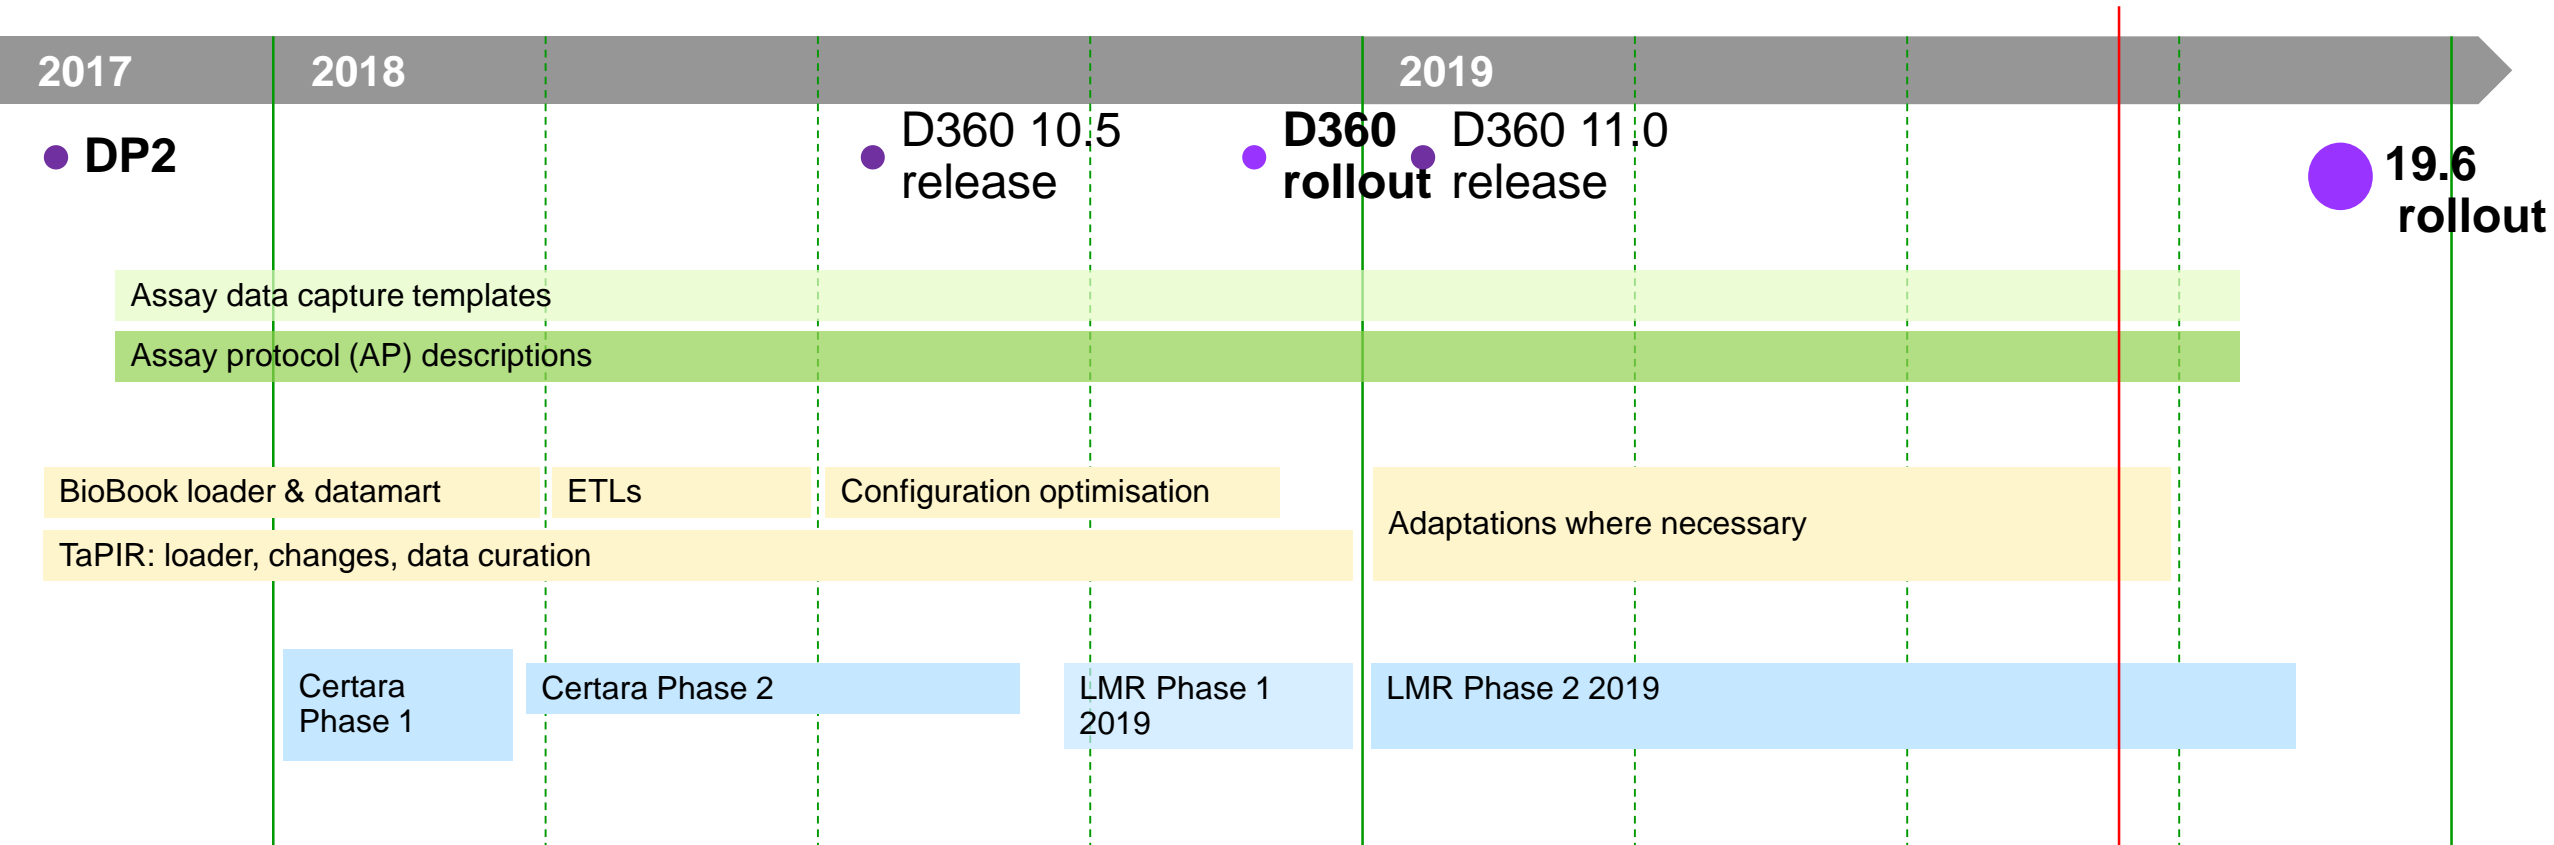 2017
2018
2019
DP2
D360 10.5
release
D360
rollout
D360 11.0
release
19.6
rollout
Assay data capture templates
Assay protocol (AP) descriptions
BioBook loader & datamart
ETLs
Configuration optimisation
Adaptations where necessary
TaPIR: loader, changes, data curation
Certara
Phase 1
Certara Phase 2
LMR Phase 1
2019
LMR Phase 2 2019